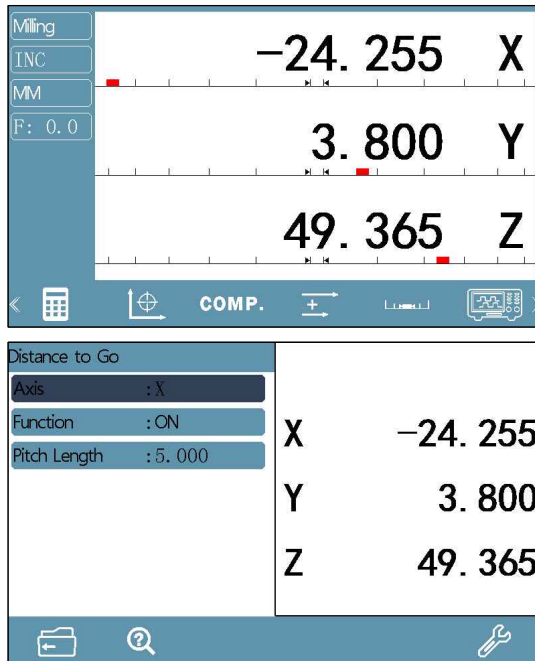 Milling
INC
MM
F: 0.0
-24. 255 X
3. 800 Y
49. 365 Z
COMP.
Distance to Go
Axis :X
Function :ON
Pitch Length :5. 000
X -24. 255
Y 3. 800
Z 49. 365